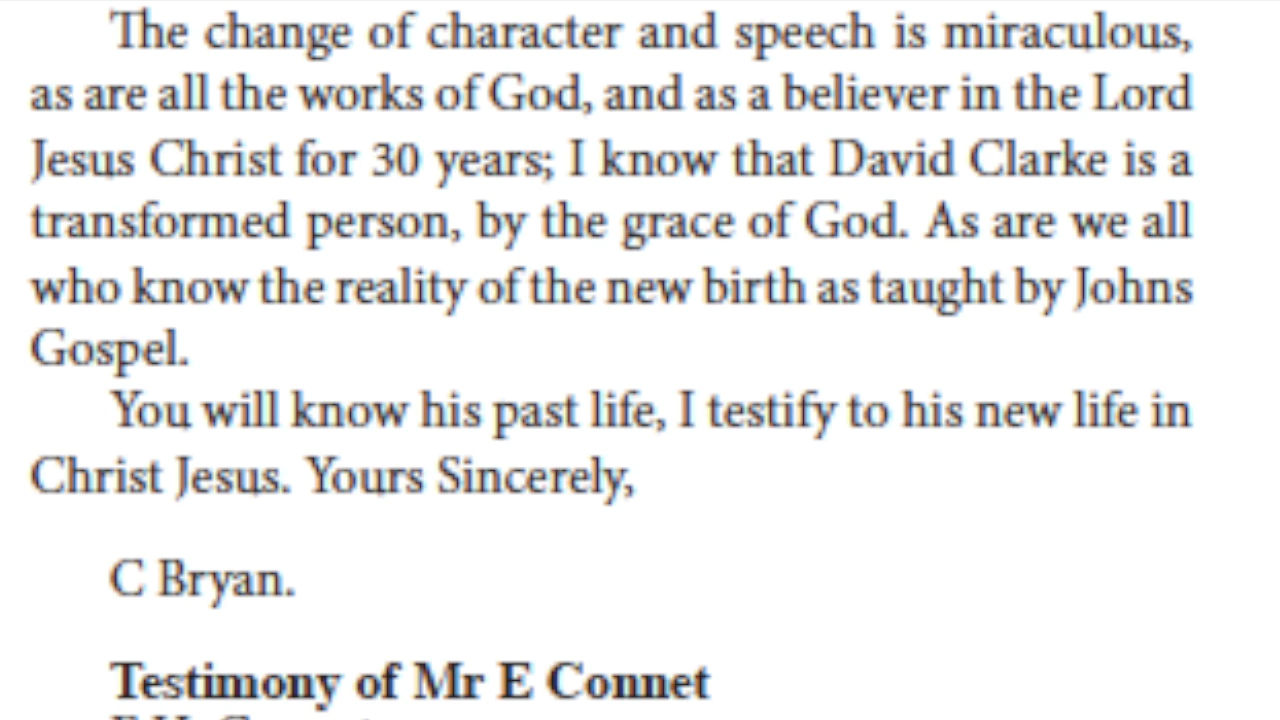 The change of character and speech is miraculous,
as are all the works of God, and as a believer in the Lord
Jesus Christ for 30 years; I know that David Clarke is a
transformed person, by the grace of God. As are we all
who know the reality of the new birth as taught by Johns
Gospel.
You will know his past life, I testify to his new life in
Christ Jesus. Yours Sincerely,
C Bryan.
Testimony of Mr E Connet